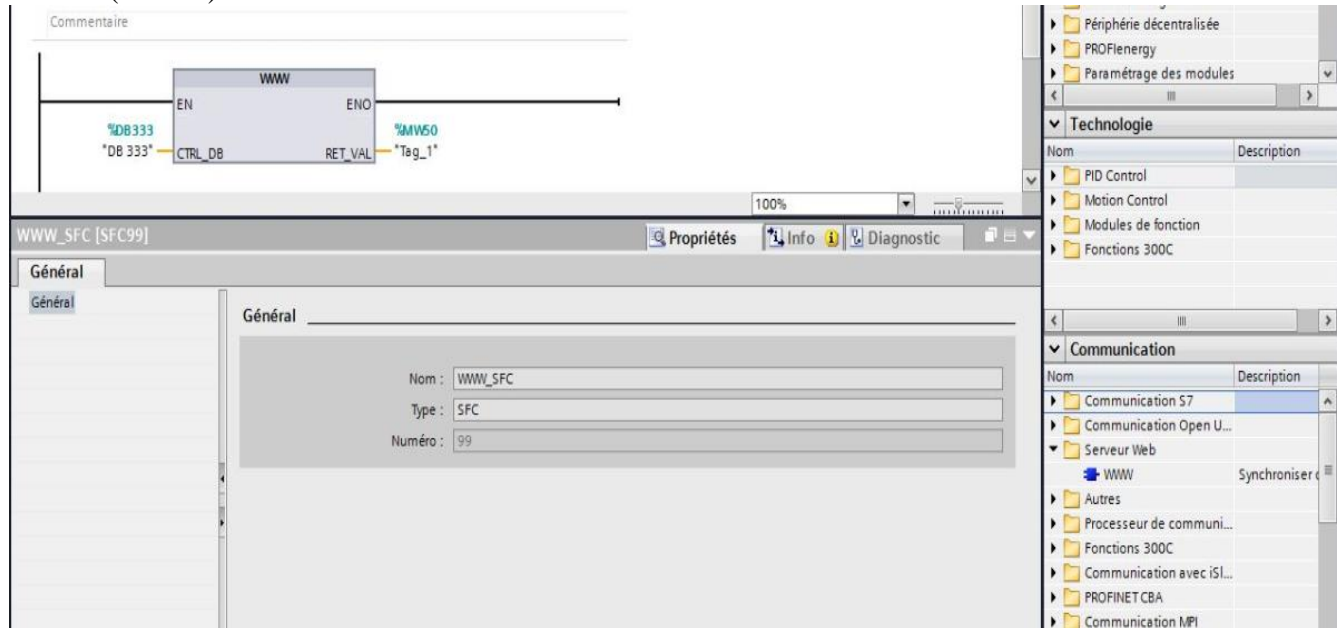 Commentaire
WWW
EN
ENO
%DB333
"DB 333"
CTRL_DB
RET_VAL
%MW50
"Tag_1"
100%
WWW_SFC [SFC99]
Propriétés
Info
Diagnostic
Général
Général
Général
Nom : WWW_SFC
Type : SFC
Numéro : 99
Périphérie décentralisée
PROFIenergy
Paramétrage des modules
Technologie
Nom Description
PID Control
Motion Control
Modules de fonction
Fonctions 300C
Communication
Nom Description
Communication S7
Communication Open U...
Serveur Web
WWW Synchroniser
Autres
Processeur de communi...
Fonctions 300C
Communication avec iSl...
PROFINET CBA
Communication MPI